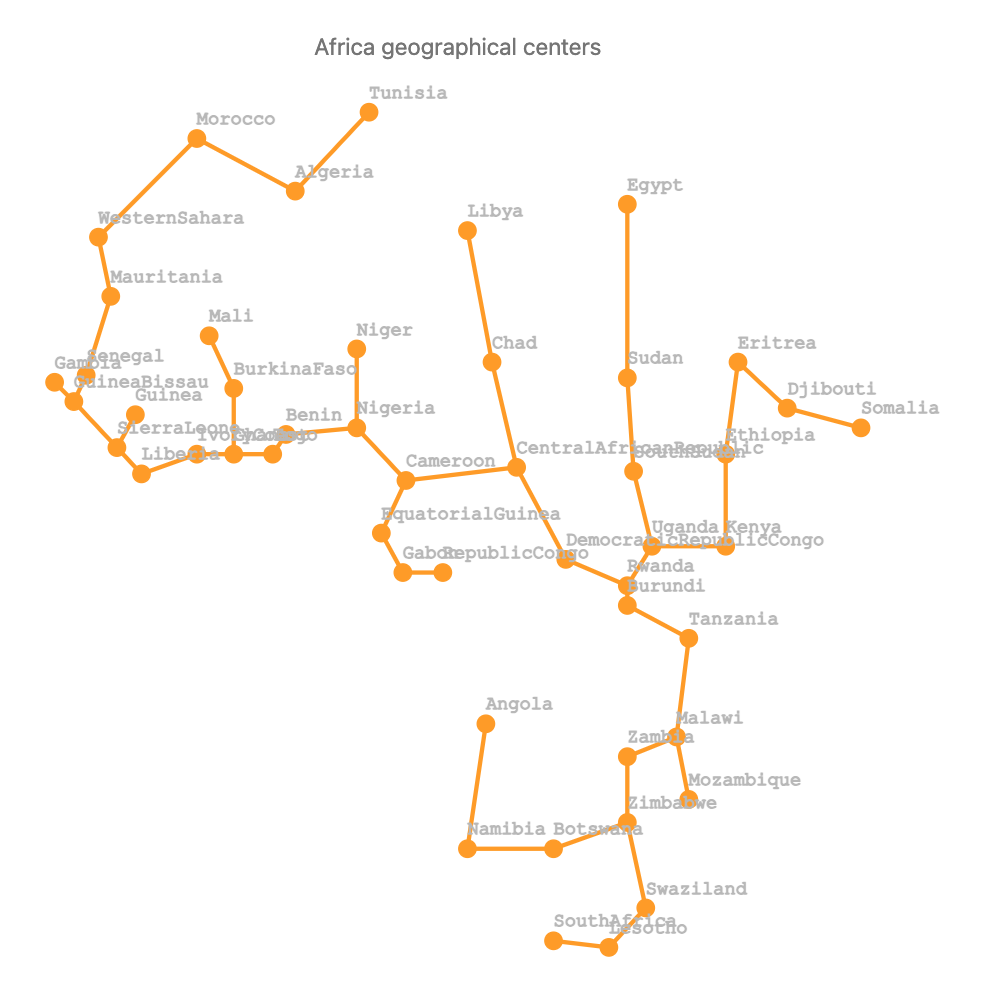 Africa geographical centers
Tunisia
Morocco
Algeria
Egypt
Libya
WesternSahara
Mauritania
Mali
Niger
Chad
Eritrea
Senegal
Sudan
Gambia
BurkinaFaso
GuineaBissau
Djibouti
Guinea
Nigeria
Somalia
Benin
SierraLeone
IvoryCoast
Ghana
Togo
Ethiopia
CentralAfricanRepublic
SouthSudan
Liberia
Cameroon
EquatorialGuinea
Uganda
Kenya
DemocraticRepublicCongo
Gabon
RepublicCongo
Rwanda
Burundi
Tanzania
Angola
Malawi
Zambia
Mozambique
Zimbabwe
Namibia
Botswana
Swaziland
SouthAfrica
Lesotho